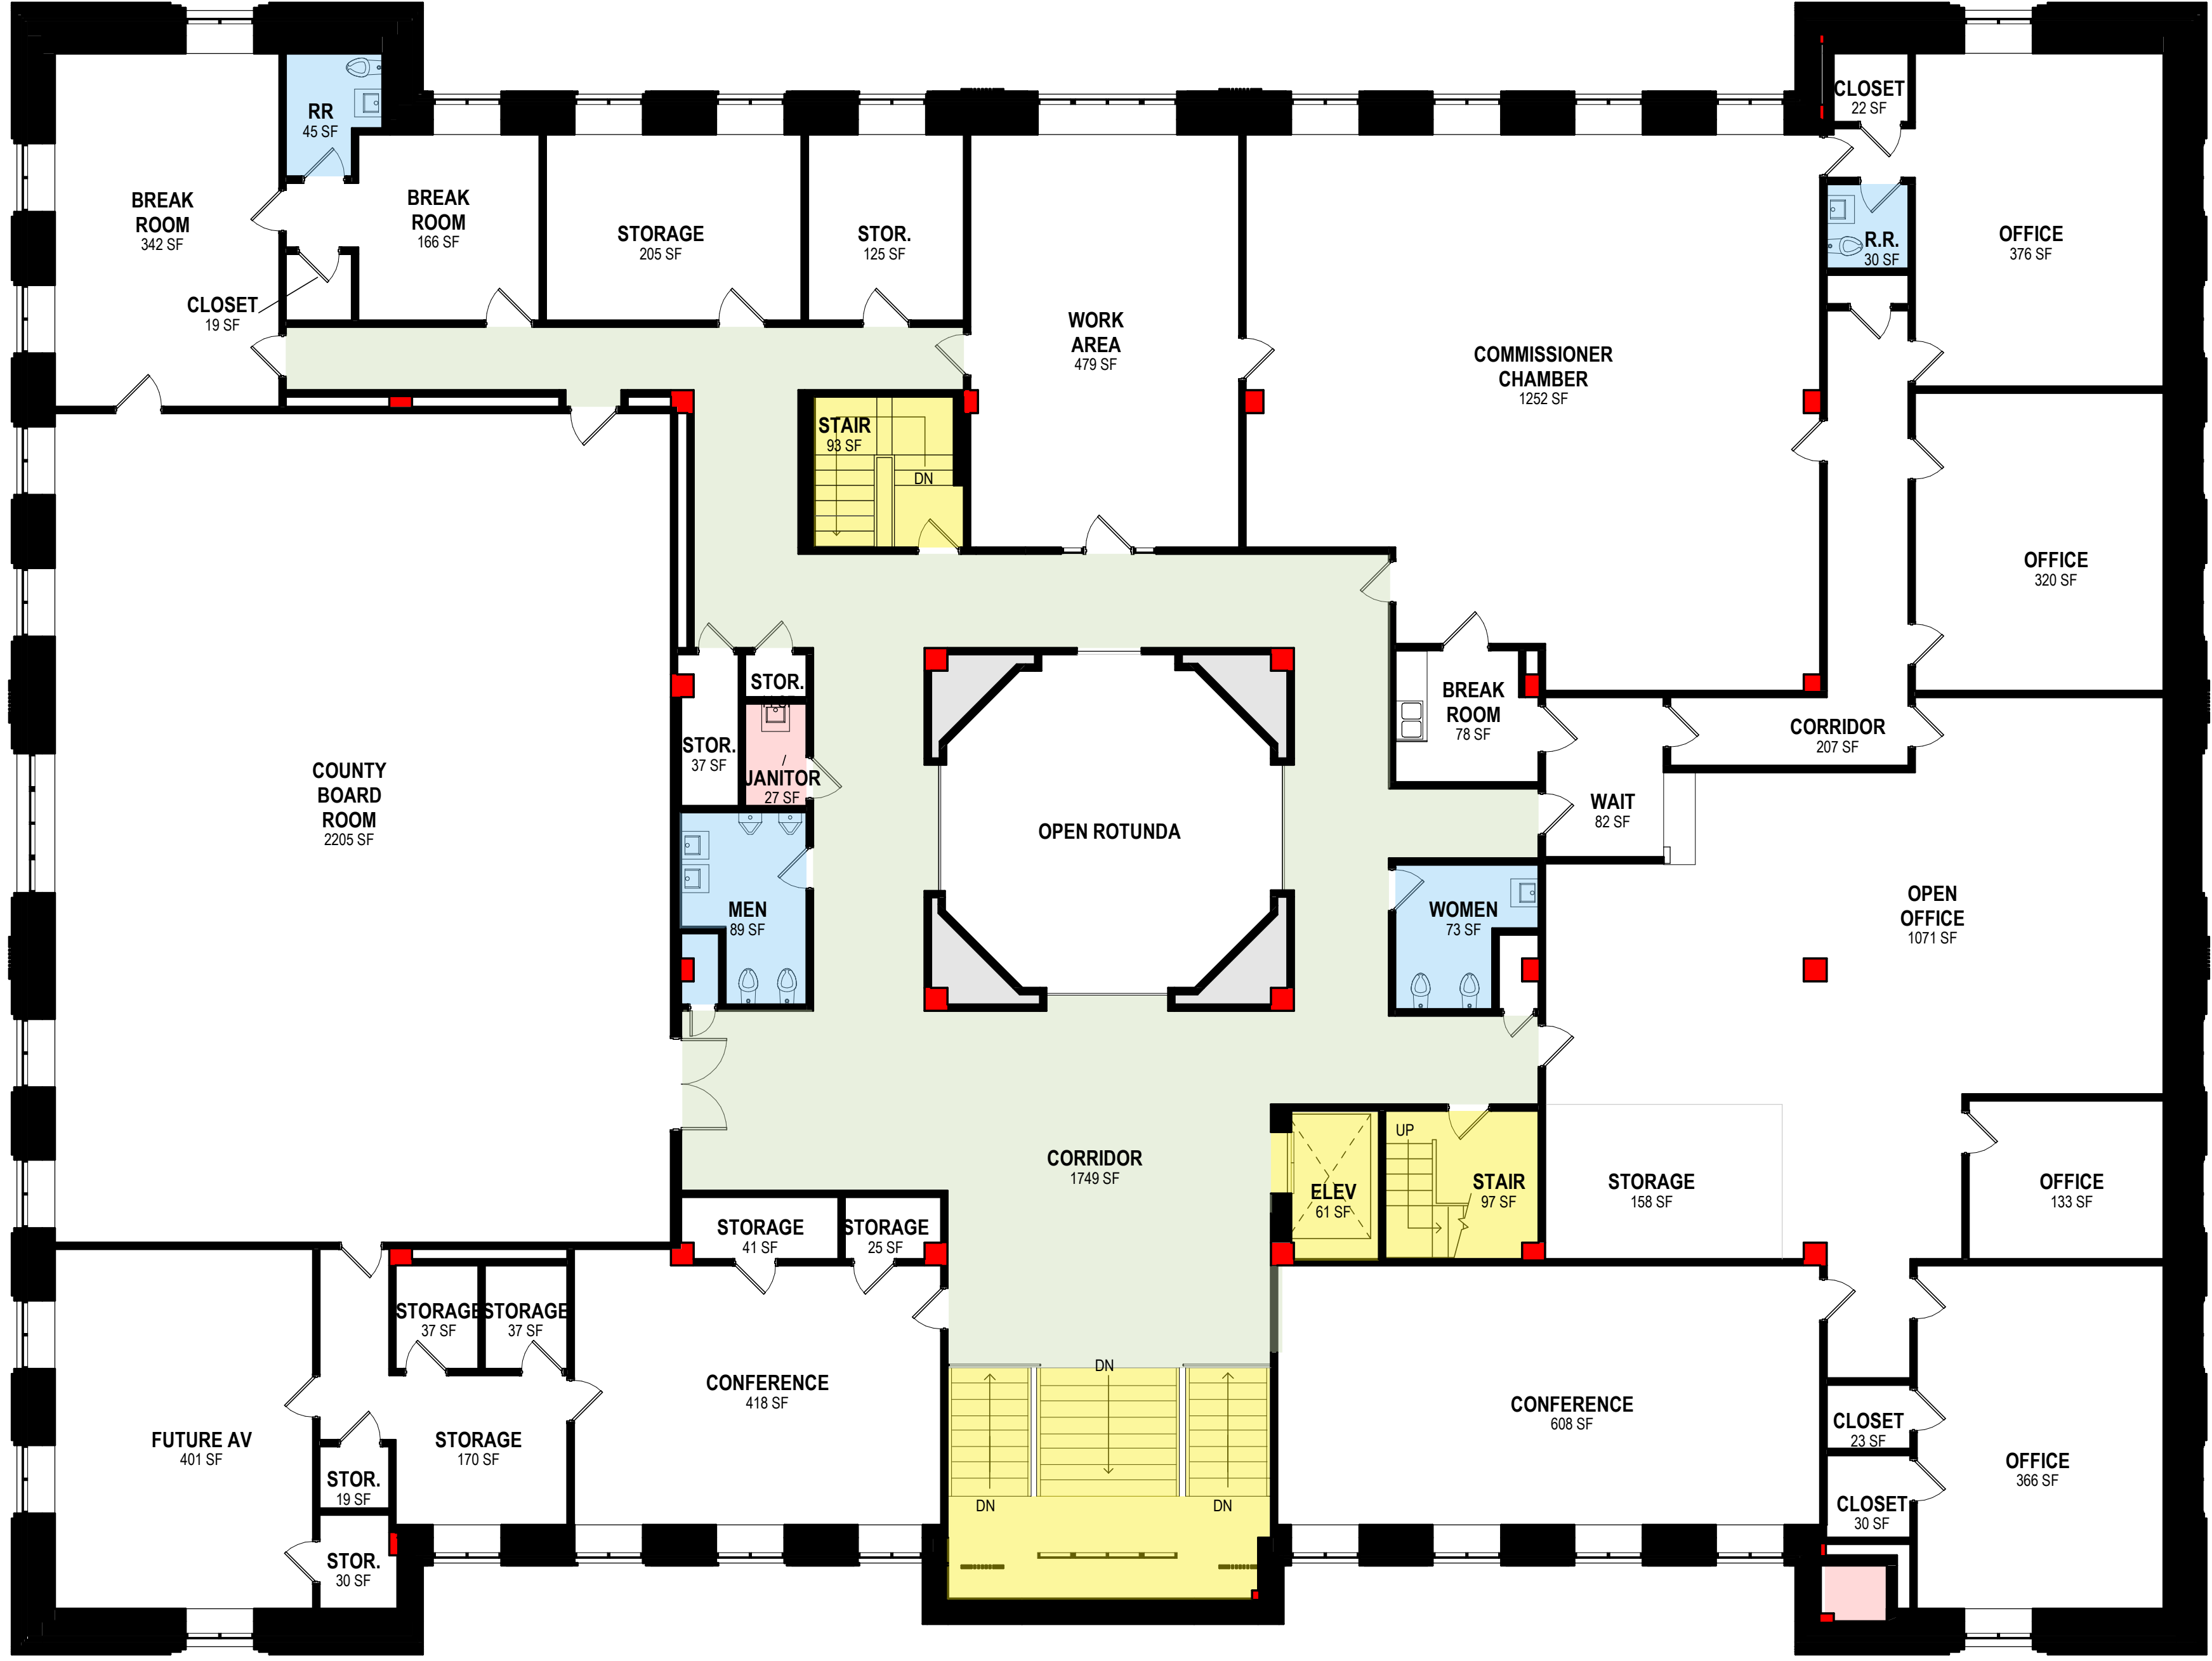 CLOSET
22 SF
RR
45 SF
BREAK
ROOM
342 SF
BREAK
ROOM
166 SF
STORAGE
205 SF
STOR.
125 SF
OFFICE
376 SF
R.R.
30 SF
CLOSET
19 SF
WORK
AREA
479 SF
COMMISSIONER
CHAMBER
1252 SF
STAIR
93 SF
DN
OFFICE
320 SF
STOR.
BREAK
ROOM
78 SF
CORRIDOR
207 SF
STOR.
37 SF
JANITOR
27 SF
COUNTY
BOARD
ROOM
2205 SF
WAIT
82 SF
OPEN ROTUNDA
MEN
89 SF
WOMEN
73 SF
OPEN
OFFICE
1071 SF
UP
CORRIDOR
1749 SF
ELEV
61 SF
STAIR
97 SF
STORAGE
158 SF
OFFICE
133 SF
STORAGE
41 SF
STORAGE
25 SF
STORAGE
37 SF
STORAGE
37 SF
DN
CONFERENCE
418 SF
CONFERENCE
608 SF
CLOSET
23 SF
FUTURE AV
401 SF
STORAGE
170 SF
OFFICE
366 SF
STOR.
19 SF
DN
DN
CLOSET
30 SF
STOR.
30 SF